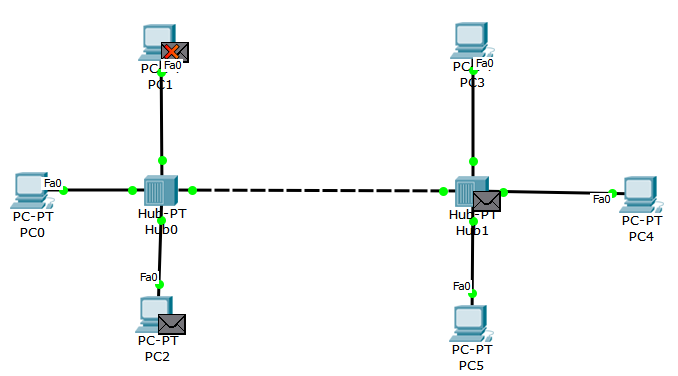 Fa0
PC1
Fa0
PC3
Fa0
PC-PT
PC0
Hub-PT
Hub0
Hub-PT
Hub1
Fa0
PC-PT
PC4
Fa0
PC-PT
PC2
Fa0
PC-PT
PC5